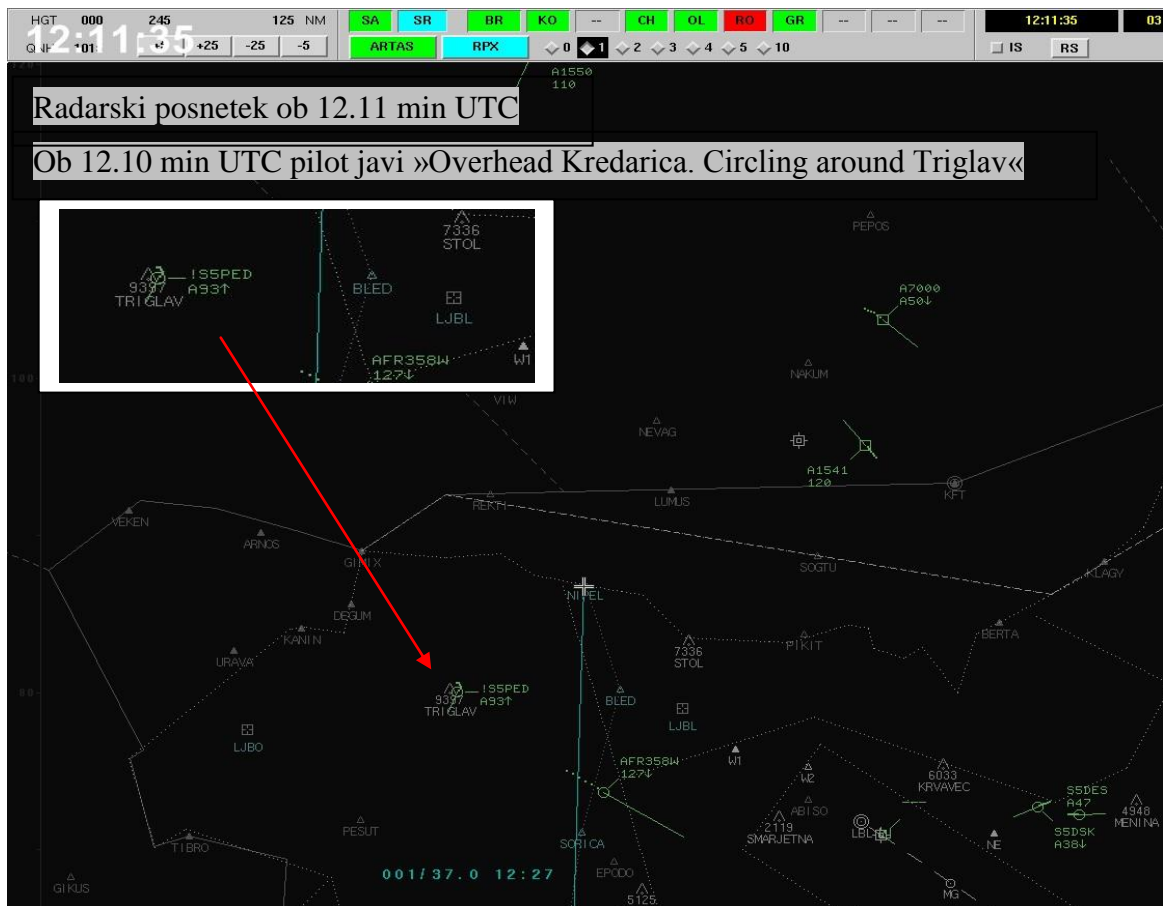 HGT 000 245 125 NM SA SR BR KO -- CH OL RO GR -- -- -- 12:11:35 03
12:11:35
+25 -25 -5 ARTAS RPX 0 1 2 3 4 5 10 IS RS
A1550
110
Radarski posnetek ob 12.11 min UTC
Ob 12.10 min UTC pilot javi »Overhead Kredarica. Circling around Triglav«
7336
STOL
!S5PED
A93↑
9397
TRIGLAV
BLED
LJBL
AFR358W
127↓
W1
PEPOS
A7000
A50↓
100
NAKUM
VIW
NEVAG
A1541
120
KFT
REKTI
LUMUS
VEKEN
ARNOS
GIMIX
SOGTU
KLAGY
NIPEL
DEGUM
KANIN
BERTA
PIKIT
7336
STOL
URAVA
80
!S5PED
A93↑
9397
TRIGLAV
BLED
LJBL
LJBO
W1
AFR358W
127↓
W2
6033
KRVAVEC
S5DES
A47
ABISO
4948
MENINA
PESUT
2119
SMARJETNA
S5DSK
A38↓
NE
TIBRO
SORICA
EPODO
001/37.0 12:27
GIKUS
5125
MG